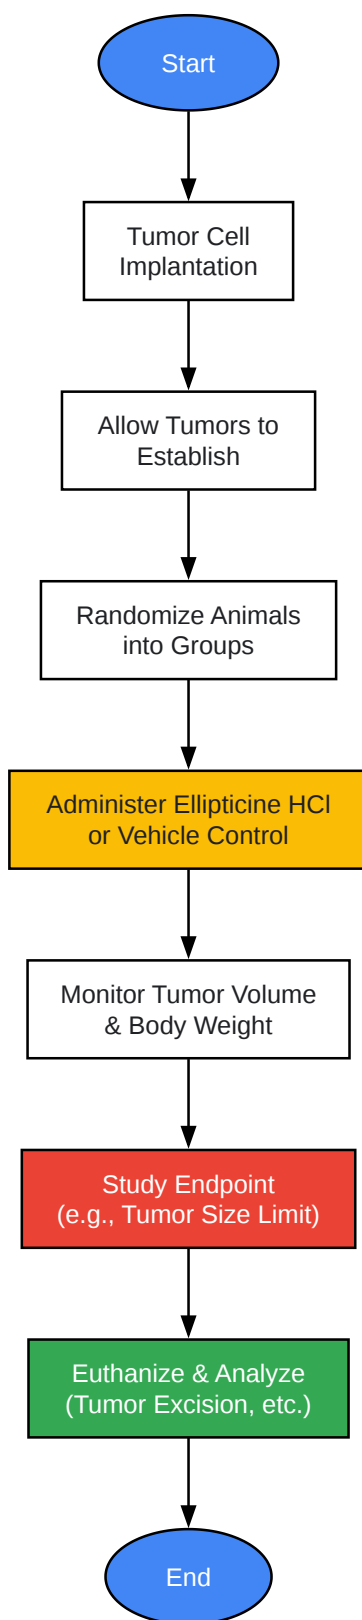 Start
Tumor Cell
Implantation
Allow Tumors to
Establish
Randomize Animals
into Groups
Administer Ellipticine HCl
or Vehicle Control
Monitor Tumor Volume
& Body Weight
Study Endpoint
(e.g., Tumor Size Limit)
Euthanize & Analyze
(Tumor Excision, etc.)
End